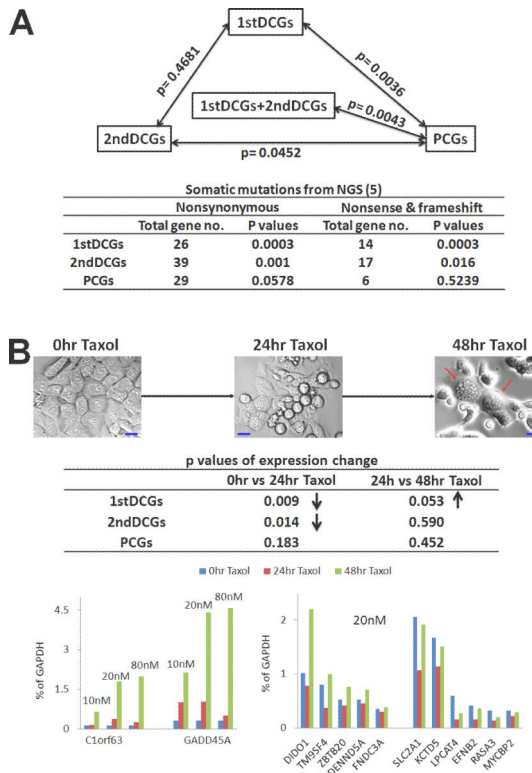 A
1stDCGs
p= 0.4681
p= 0.0036
1stDCGs+2ndDCGs
p= 0.0043
2ndDCGs
PCGs
p= 0.0452
Somatic mutations from NGS (5)
Nonsynonymous Nonsense & frameshift
Total gene no. P values Total gene no. P values
1stDCGs 26 0.0003 14 0.0003
2ndDCGs 39 0.001 17 0.016
PCGs 29 0.0578 6 0.5239
B
0hr Taxol 24hr Taxol 48hr Taxol
p values of expression change
0hr vs 24hr Taxol 24h vs 48hr Taxol
1stDCGs 0.009 ↓ 0.053 ↑
2ndDCGs 0.014 ↓ 0.590
PCGs 0.183 0.452
0hr Taxol 24hr Taxol 48hr Taxol
% of GAPDH
4.5
3
1.5
0
10nM 20nM 80nM 10nM 20nM 80nM
C1orf63 GADD45A
% of GAPDH
2
1
0
20nM
DIDO1 TM9SF4 ZBTB20 DENND5A FNDC3A SLC2A1 KCTD5 LPCAT4 EFNB2 RASA3 MYCBP2